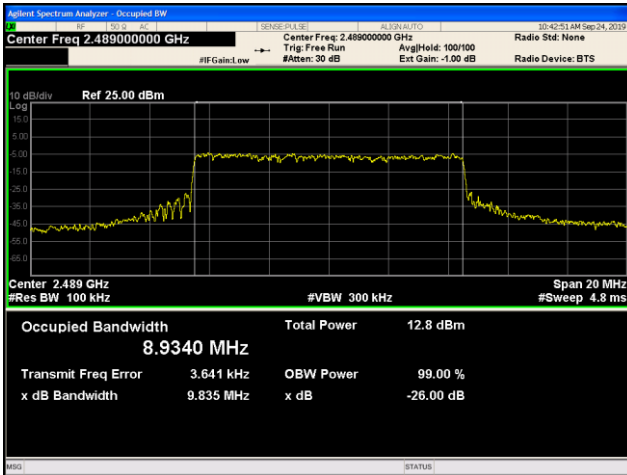 Agilent Spectrum Analyzer - Occupied BW
RF 50 Ω AC SENSE:PULSE ALIGN AUTO 10:42:51 AM Sep 24, 2019
Center Freq 2.489000000 GHz Center Freq: 2.489000000 GHz Radio Std: None
Trig: Free Run Avg|Hold: 100/100
#IFGain:Low #Atten: 30 dB Ext Gain: -1.00 dB Radio Device: BTS
10 dB/div Ref 25.00 dBm
Log
15.0
5.00
-5.00
-15.0
-25.0
-35.0
-45.0
-55.0
-65.0
Center 2.489 GHz Span 20 MHz
#Res BW 100 kHz #VBW 300 kHz #Sweep 4.8 ms
Occupied Bandwidth Total Power 12.8 dBm
8.9340 MHz
Transmit Freq Error 3.641 kHz OBW Power 99.00 %
x dB Bandwidth 9.835 MHz x dB -26.00 dB
MSG STATUS